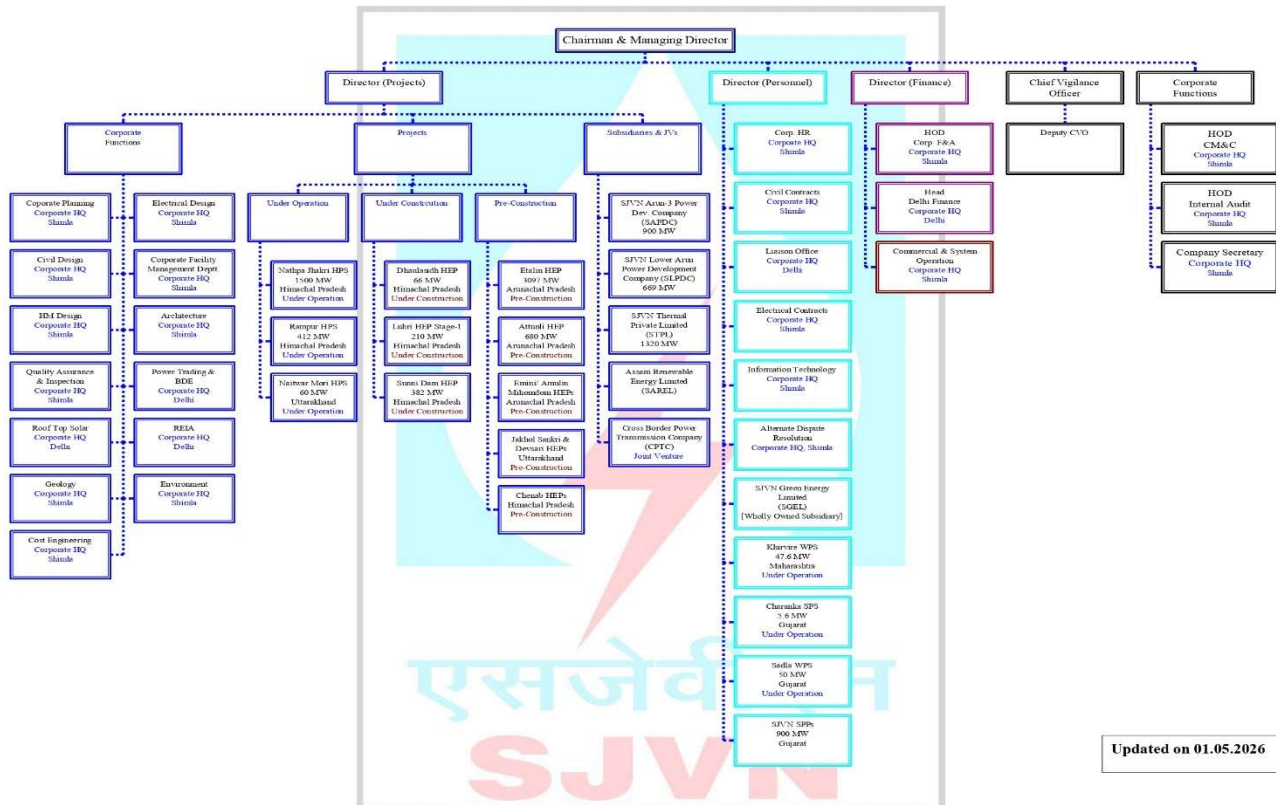 Chairman & Managing Director
Director (Projects)
Director (Personnel)
Director (Finance)
Chief Vigilance
Officer
Corporate
Functions
Corporate
Functions
Projects
Subsidiaries & JV's
Coporate Planning
Corporate HQ
Shimla
Electrical Design
Corporate HQ
Shimla
Civil Design
Corporate HQ
Shimla
Corporate Facility
Management Deptt.
Corporate HQ
Shimla
HM Design
Corporate HQ
Shimla
Architecture
Corporate HQ
Shimla
Quality Assurance
& Inspection
Corporate HQ
Shimla
Power Trading &
BDE
Corporate HQ
Delhi
Roof Top Solar
Corporate HQ
Delhi
REIA
Corporate HQ
Delhi
Geology
Corporate HQ
Shimla
Environment
Corporate HQ
Shimla
Cost Engineering
Corporate HQ
Shimla
Under Operation
Nathpa Jhakri HPS
1500 MW
Himachal Pradesh
Under Operation
Rampur HPS
412 MW
Himachal Pradesh
Under Operation
Naitwar Mori HPS
60 MW
Uttarakhand
Under Operation
Under Constrcution
Dhaulasidh HEP
66 MW
Himachal Pradesh
Under Construction
Luhri HEP Stage-1
210 MW
Himachal Pradesh
Under Construction
Sunni Dam HEP
382 MW
Himachal Pradesh
Under Construction
Pre-Construction
Etalin HEP
3097 MW
Arunachal Pradesh
Pre-Construction
Attunli HEP
680 MW
Arunachal Pradesh
Pre-Construction
Emini/ Amulin
HEPs
Arunachal Pradesh
Pre-Construction
Jakhol Sankri &
Devsari HEPs
Uttarakhand
Pre-Construction
Chenab HEPs
Himachal Pradesh
Pre-Construction
SJVN Arun-3 Power
Dev. Company
(SAPDC)
900 MW
SJVN Lower Arun
Power Development
Company (SLPDC)
669 MW
SJVN Thermal
Private Limited
(STPL)
1320 MW
Assam Renewable
Energy Limited
(SAREL)
Cross Border Power
Transmission Company
(CPTC)
Joint Venture
Corp. HR
Corporate HQ
Shimla
Civil Contracts
Corporate HQ
Shimla
Liaison Office
Corporate HQ
Delhi
Electrical Contracts
Corporate HQ
Shimla
Information Technology
Corporate HQ
Shimla
Alternate Dispute
Resolution
Corporate HQ, Shimla
SJVN Green Energy
Limited
(SGEL)
[Wholly Owned Subsidiary]
Khirvire WPS
47.6 MW
Maharashtra
Under Operation
Charanka SPS
5.6 MW
Gujarat
Under Operation
Sadla WPS
50 MW
Gujarat
Under Operation
SJVN SPPs
900 MW
Gujarat
HOD
Corp. F&A
Corporate HQ
Shimla
Head
Delhi Finance
Corporate HQ
Delhi
Commercial & System
Operation
Corporate HQ
Shimla
Deputy CVO
HOD
CM&C
Corporate HQ
Shimla
HOD
Internal Audit
Corporate HQ
Shimla
Company Secretary
Corporate HQ
Shimla
SJVN
Updated on 01.05.2026